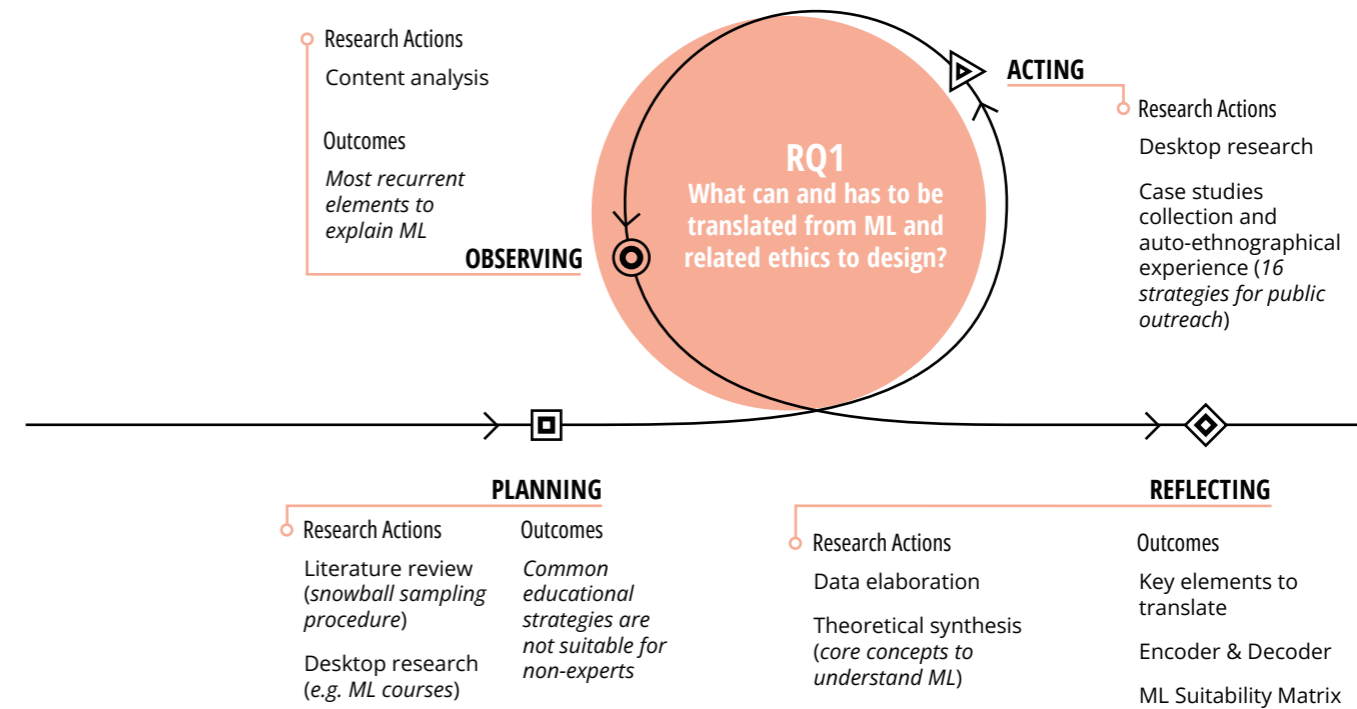 Research Actions
Content analysis
Outcomes
Most recurrent
elements to
explain ML
OBSERVING
RQ1
What can and has to be
translated from ML and
related ethics to design?
ACTING
Research Actions
Desktop research
Case studies
collection and
auto-ethnographical
experience (16
strategies for public
outreach)
PLANNING
Research Actions
Literature review
(snowball sampling
procedure)
Desktop research
(e.g. ML courses)
Outcomes
Common
educational
strategies are
not suitable for
non-experts
REFLECTING
Research Actions
Data elaboration
Theoretical synthesis
(core concepts to
understand ML)
Outcomes
Key elements to
translate
Encoder & Decoder
ML Suitability Matrix